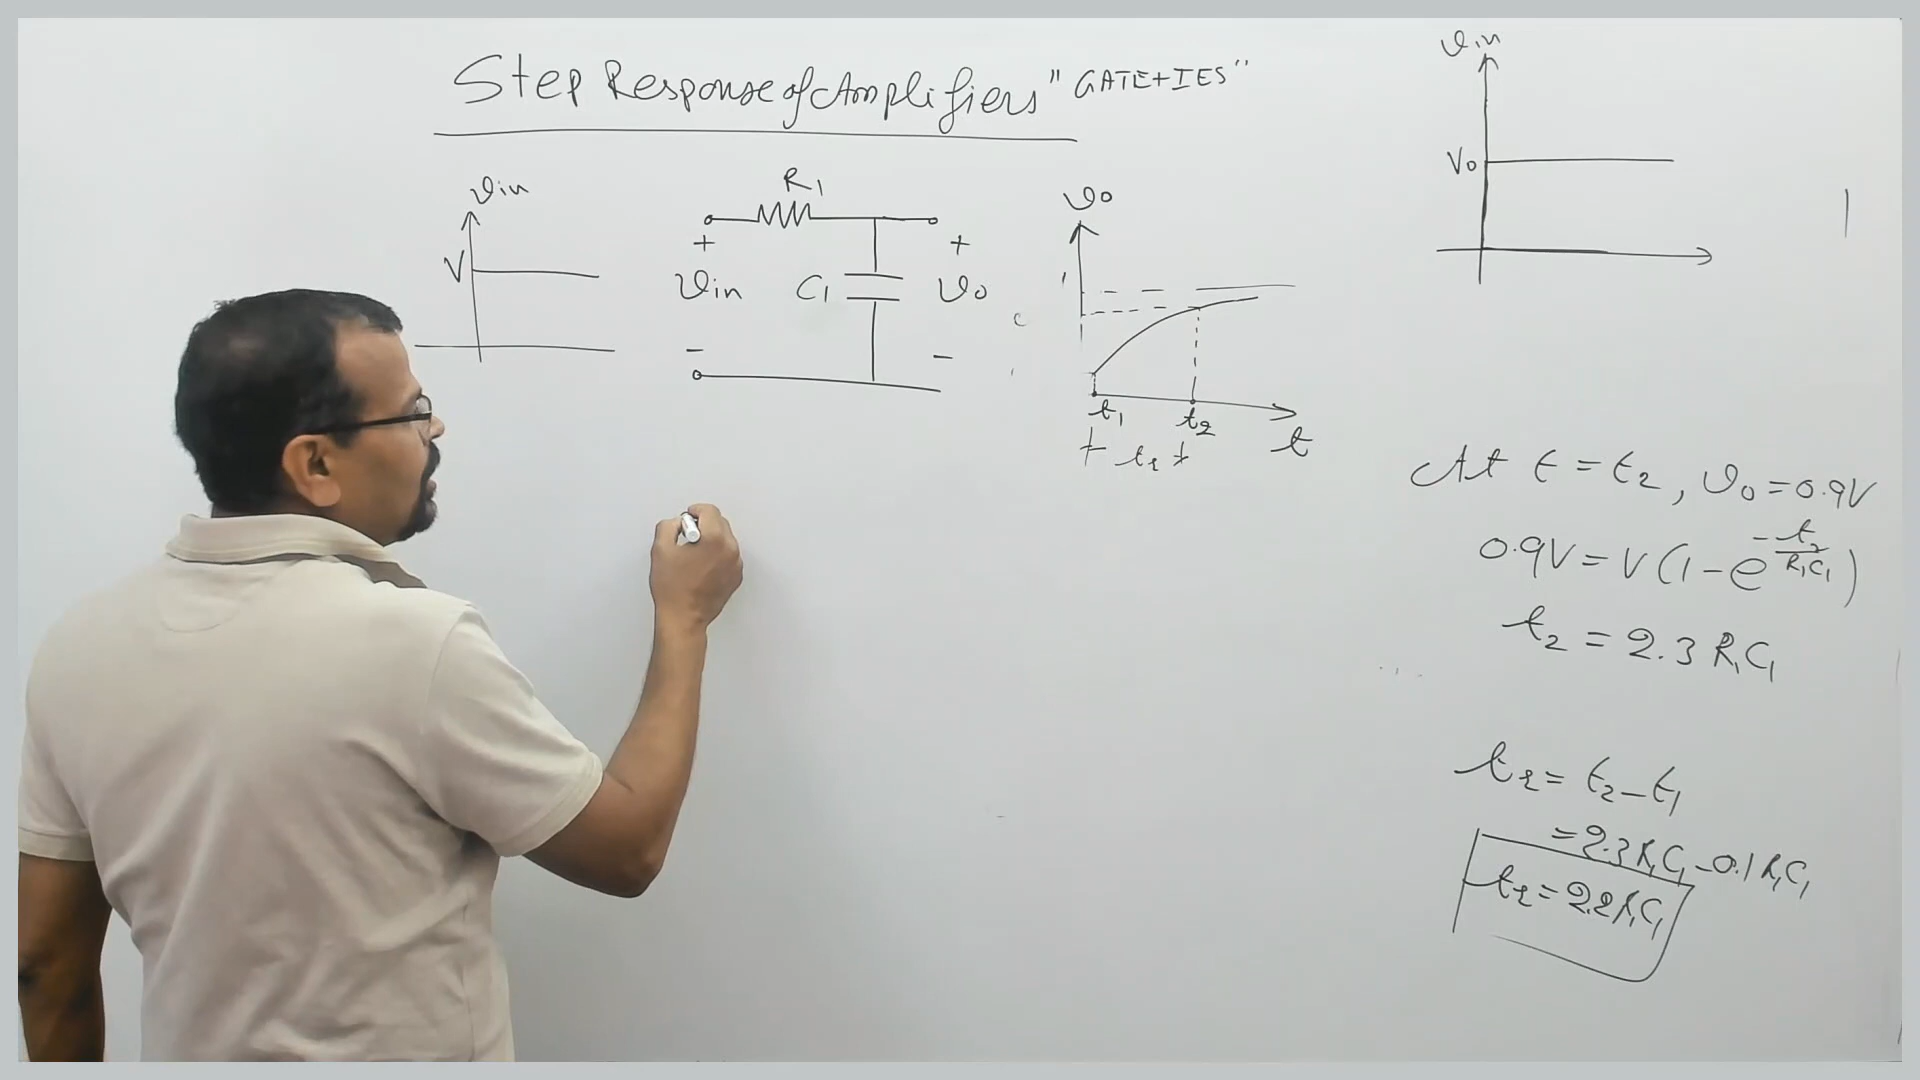 Step Response of Amplifiers "GATE+IES"
vin
V
R1
+
vin
-
C1
+
vo
-
vo
t1
t2
tr
t
vin
Vo
At t = t2, vo = 0.9V
0.9V = V(1 - e^(-t2/R1C1))
t2 = 2.3 R1C1
tr = t2 - t1
= 2.3 R1C1 - 0.1 R1C1
tr = 2.2 R1C1